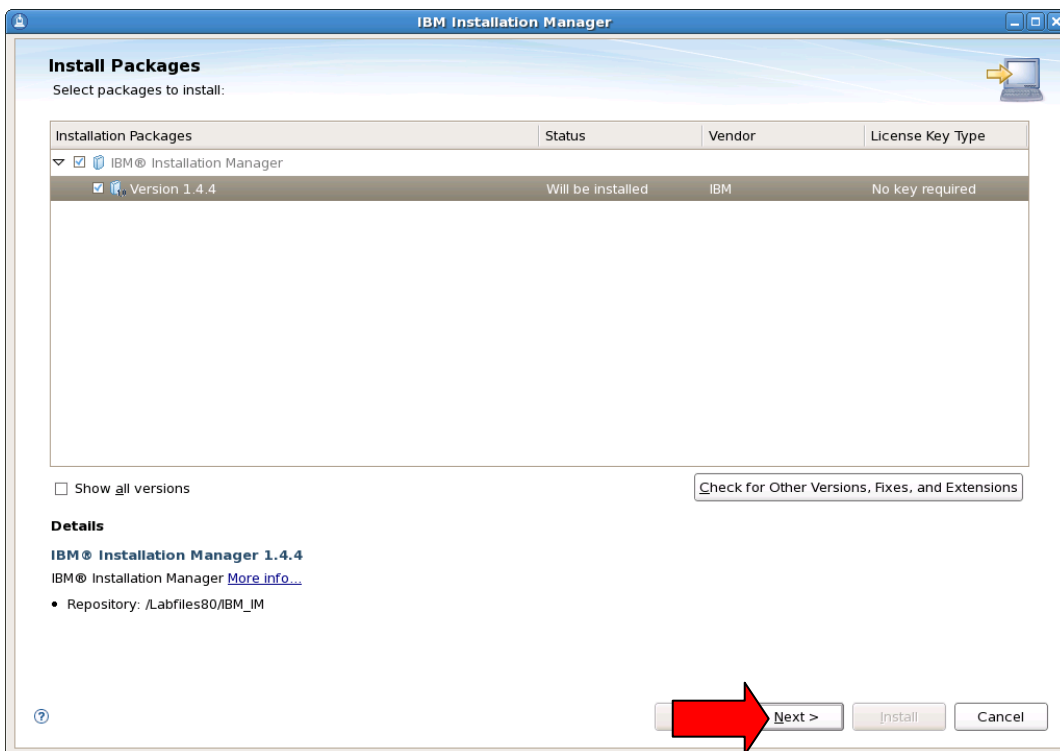 IBM Installation Manager
Install Packages
Select packages to install:
Installation Packages Status Vendor License Key Type
IBM® Installation Manager
Version 1.4.4 Will be installed IBM No key required
Show all versions Check for Other Versions, Fixes, and Extensions
Details
IBM® Installation Manager 1.4.4
IBM® Installation Manager More info...
• Repository: /Labfiles80/IBM_IM
? Next > Install Cancel